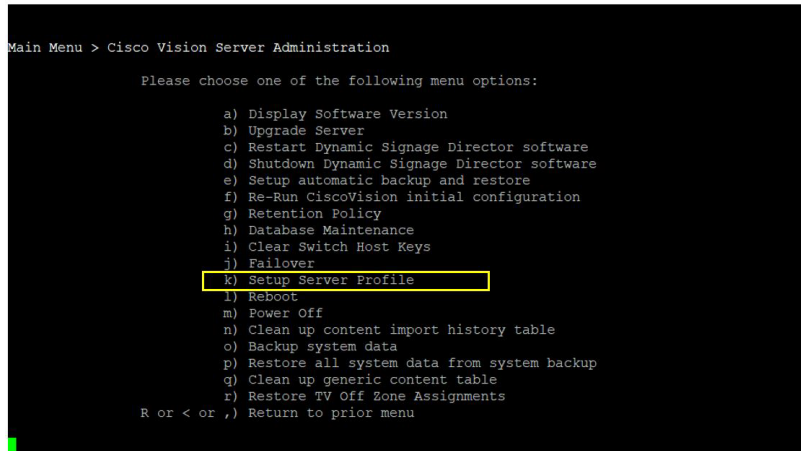 Main Menu > Cisco Vision Server Administration
Please choose one of the following menu options:
a) Display Software Version
b) Upgrade Server
c) Restart Dynamic Signage Director software
d) Shutdown Dynamic Signage Director software
e) Setup automatic backup and restore
f) Re-Run CiscoVision initial configuration
g) Retention Policy
h) Database Maintenance
i) Clear Switch Host Keys
j) Failover
k) Setup Server Profile
l) Reboot
m) Power Off
n) Clean up content import history table
o) Backup system data
p) Restore all system data from system backup
q) Clean up generic content table
r) Restore TV Off Zone Assignments
R or < or ,) Return to prior menu